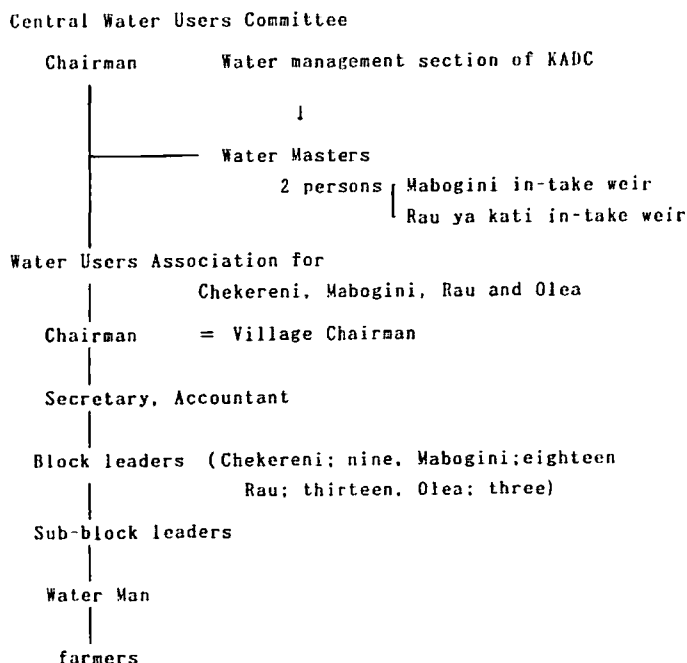 Central Water Users Committee
Chairman Water management section of KADC
↓
Water Masters
2 persons Mabogini in-take weir
Rau ya kati in-take weir
Water Users Association for
Chekereni, Mabogini, Rau and Olea
Chairman = Village Chairman
Secretary, Accountant
Block leaders (Chekereni; nine, Mabogini;eighteen
Rau; thirteen, Olea; three)
Sub-block leaders
Water Man
farmers